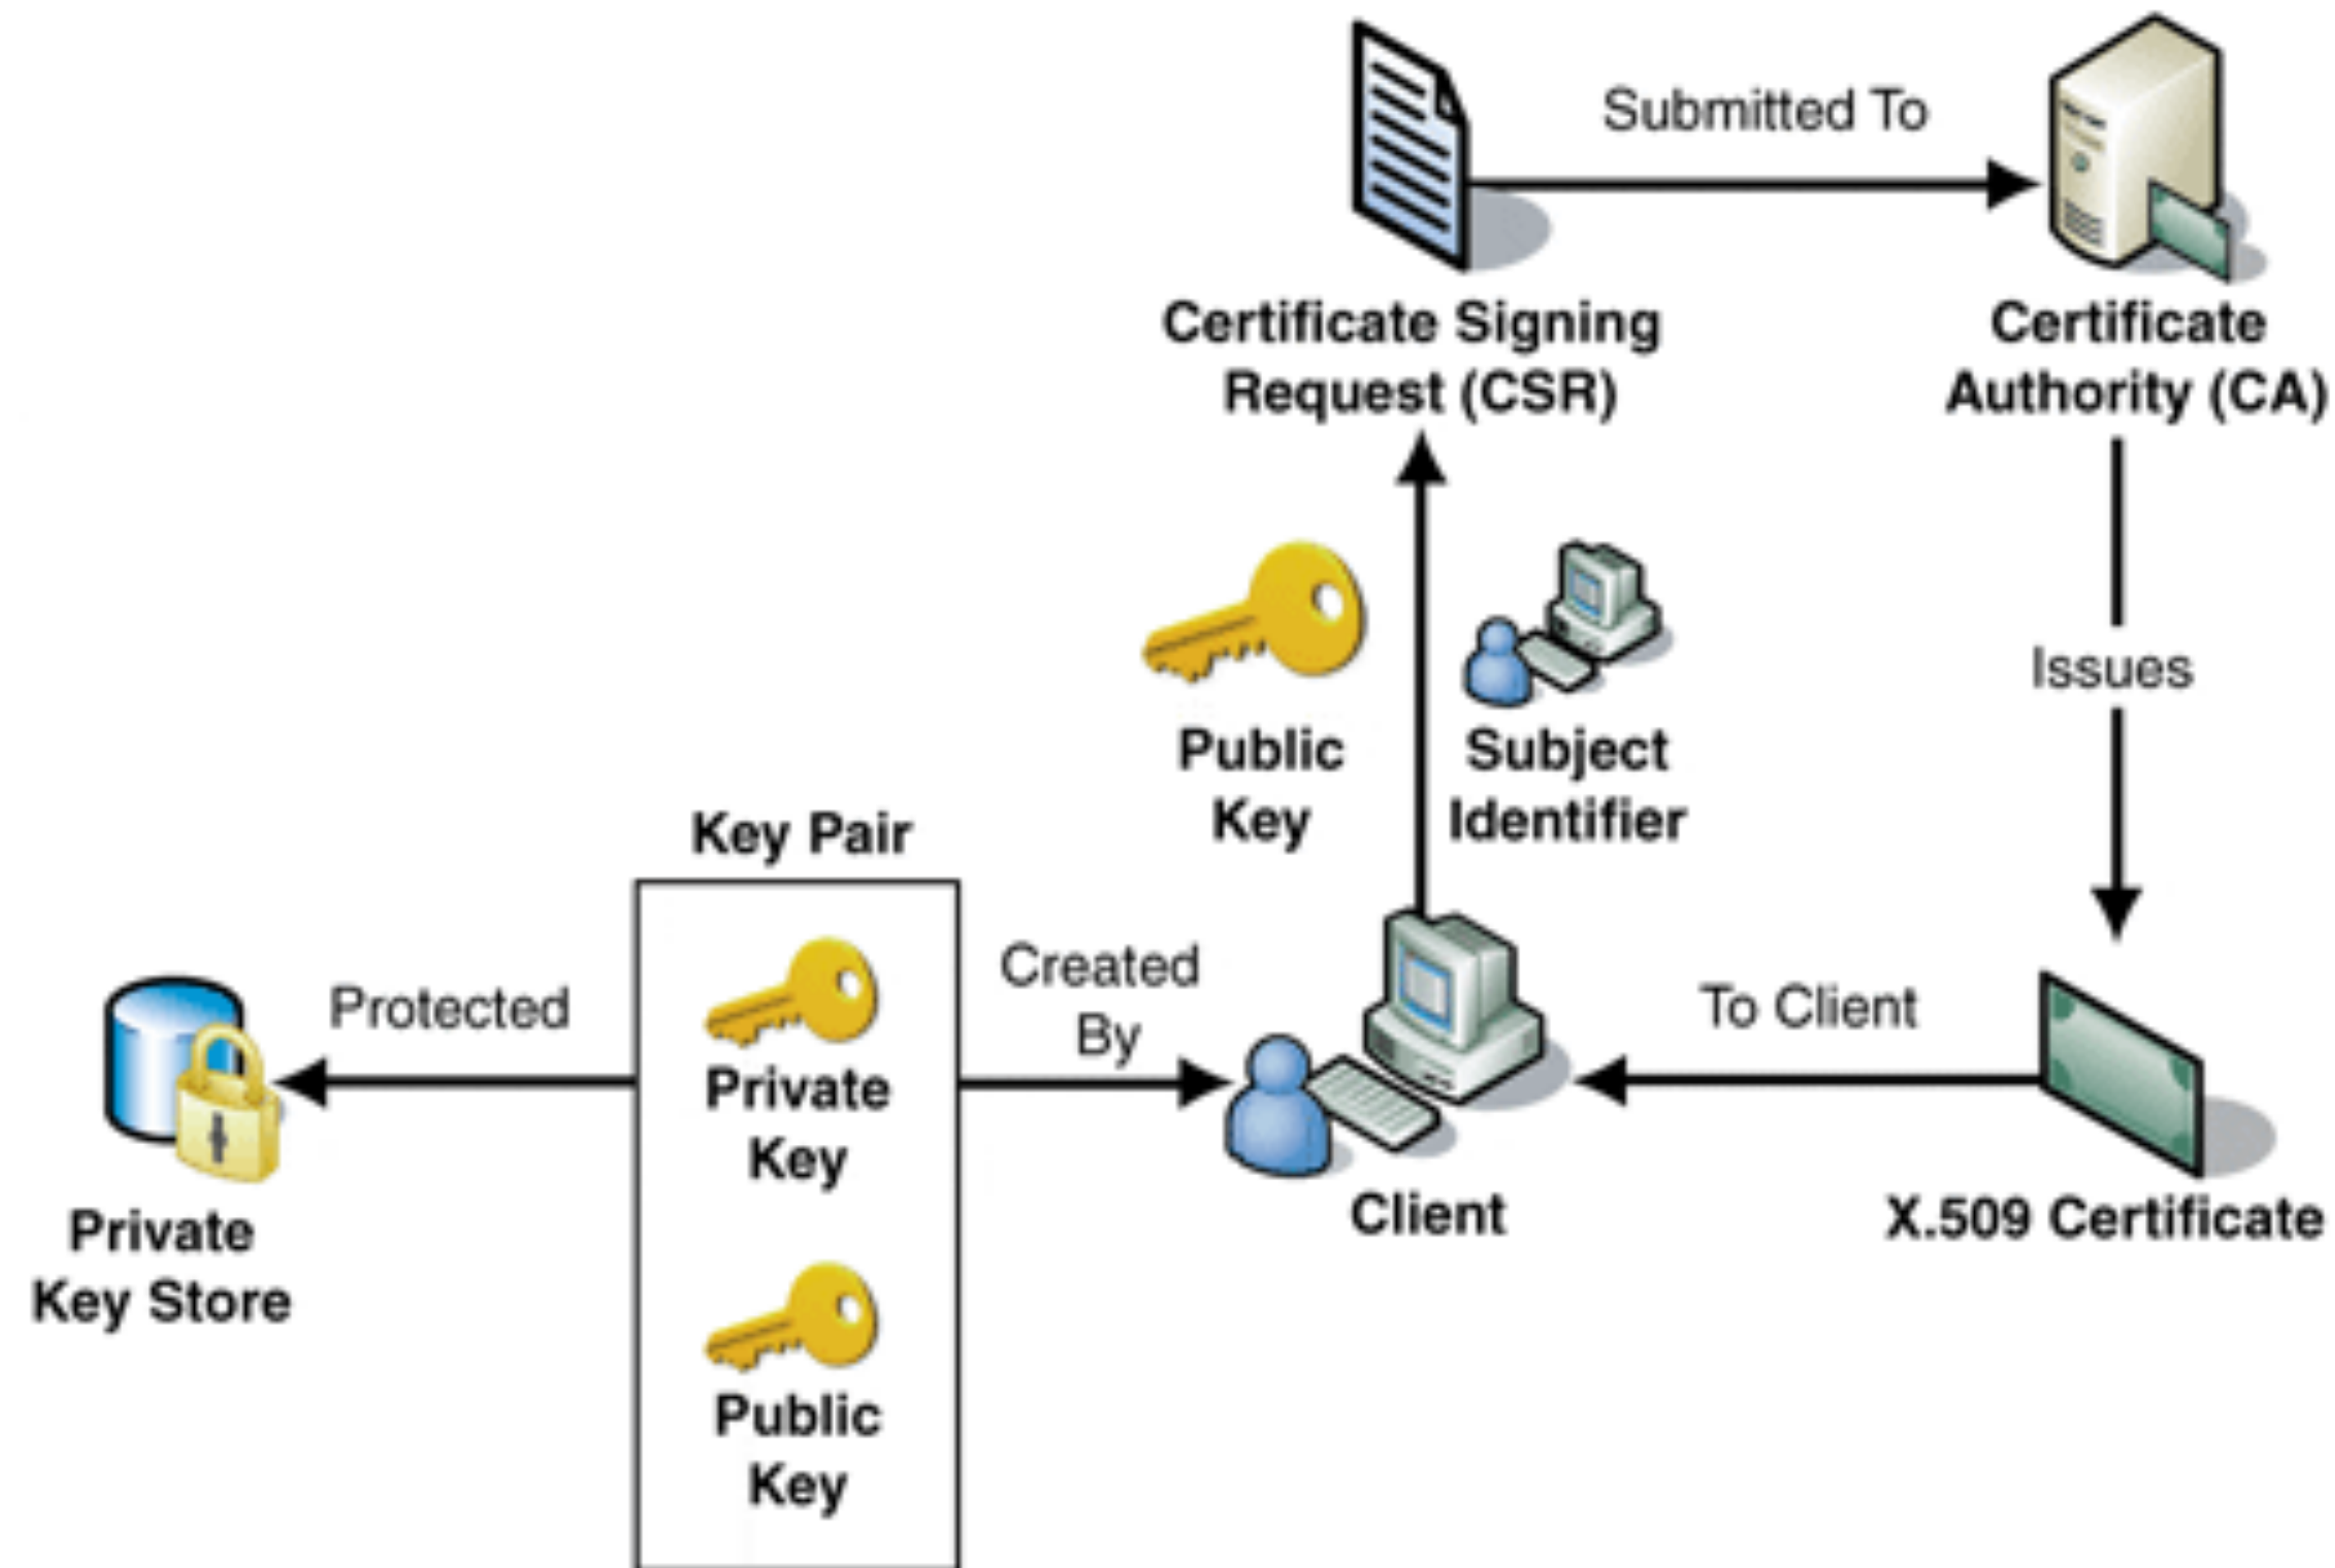 Submitted To
Certificate Signing
Request (CSR)
Certificate
Authority (CA)
Issues
Public
Key
Subject
Identifier
Key Pair
Protected
Created
By
To Client
Private
Key
Private
Key Store
Client
X.509 Certificate
Public
Key